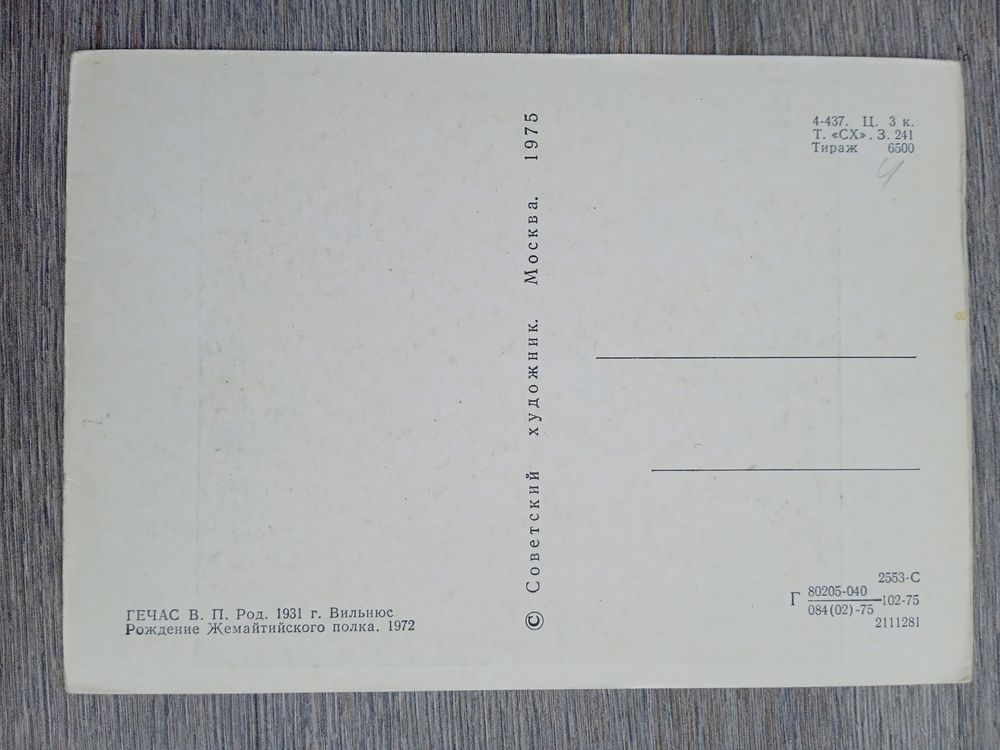 4-437. Ц. 3 к.
Т. «СХ». З. 241
Тираж 6500
Ч
© Советский художник. Москва. 1975
ГЕЧАС В. П. Род. 1931 г. Вильнюс
Рождение Жемайтийского полка. 1972
2553-С
Г 80205-040 —102-75
084(02)-75
2111281